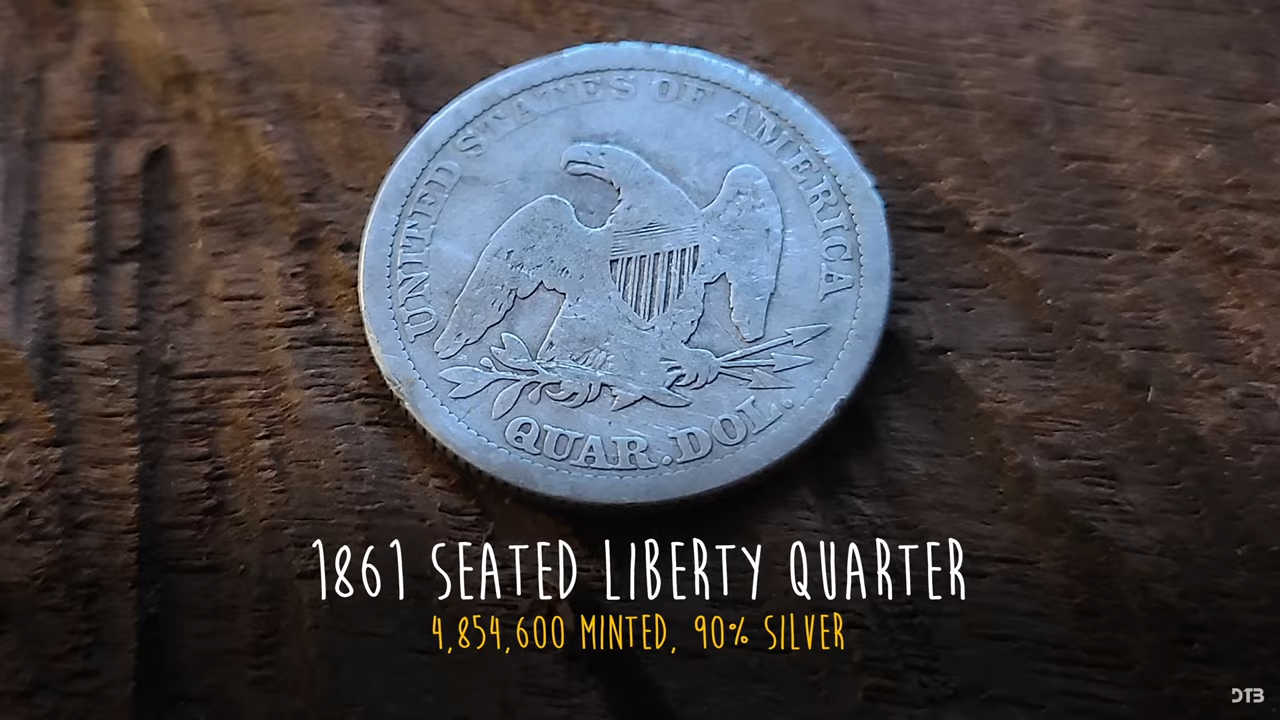 UNITED STATES OF AMERICA
QUAR. DOL.
1861 SEATED LIBERTY QUARTER
4,854,600 MINTED, 90% SILVER
DTB